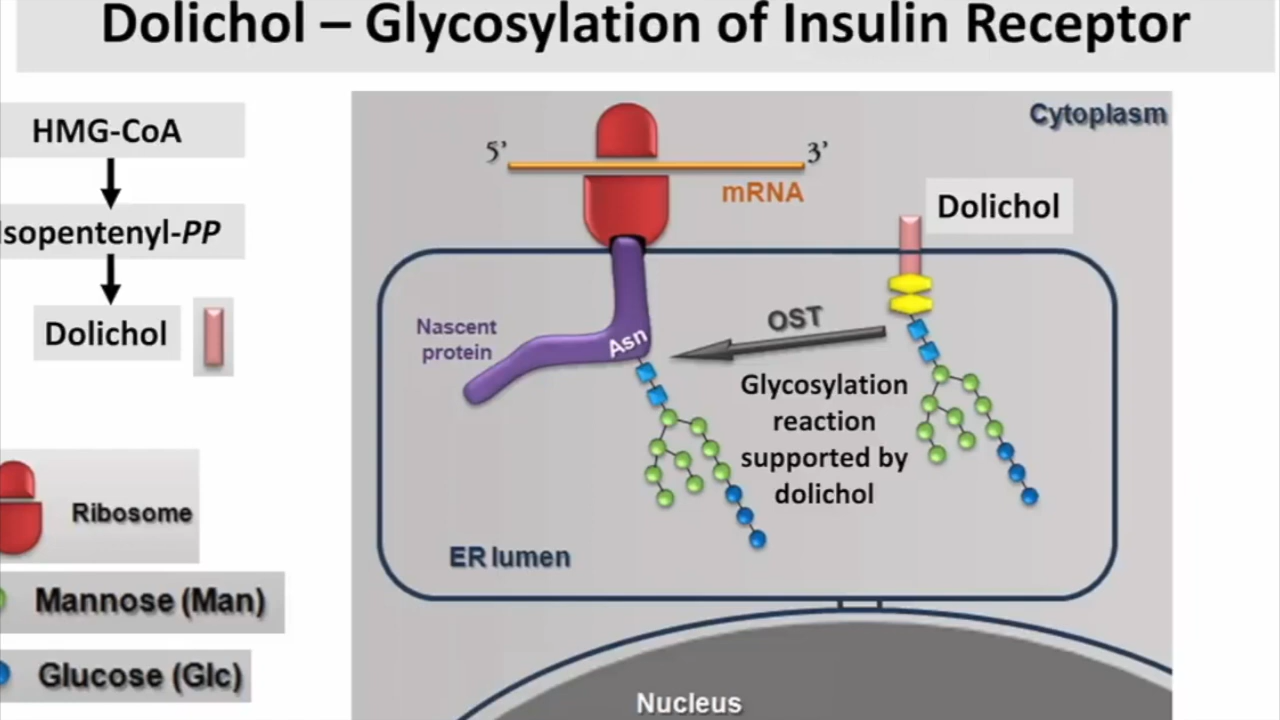 Dolichol – Glycosylation of Insulin Receptor
HMG-CoA
Isopentenyl-PP
Dolichol
Ribosome
Mannose (Man)
Glucose (Glc)
Cytoplasm
5’
3’
mRNA
Dolichol
Nascent
protein
Asn
OST
Glycosylation
reaction
supported by
dolichol
ER lumen
Nucleus